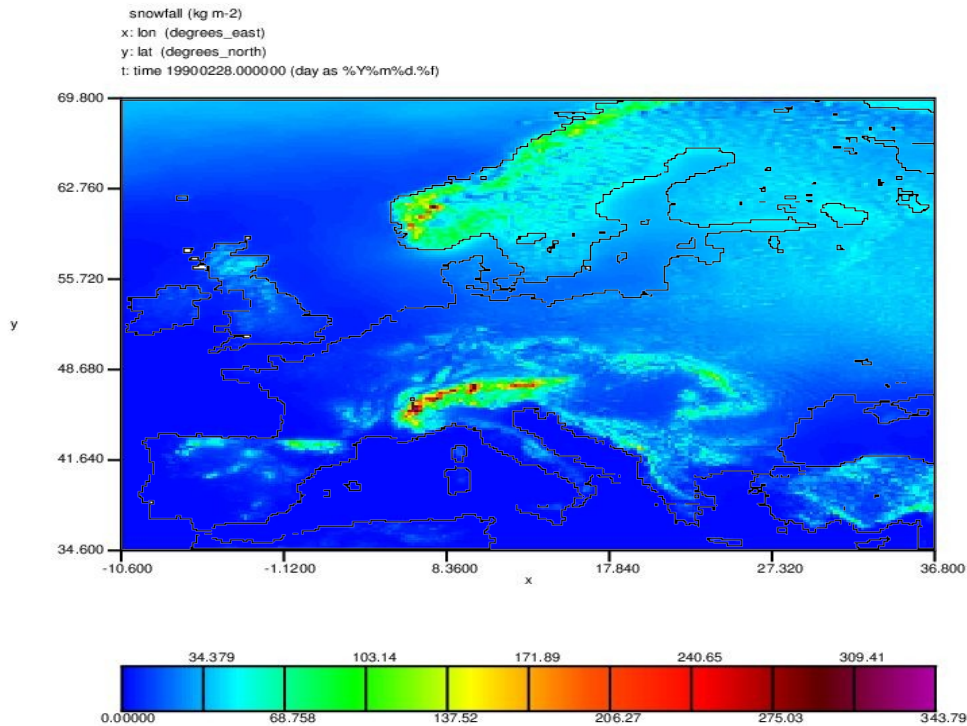 snowfall (kg m-2)
x: lon (degrees_east)
y: lat (degrees_north)
t: time 19900228.000000 (day as %Y%m%d.%f)
69.800
62.760
55.720
y
48.680
41.640
34.600
-10.600 -1.1200 8.3600 17.840 27.320 36.800
x
34.379 103.14 171.89 240.65 309.41
0.00000 68.758 137.52 206.27 275.03 343.79